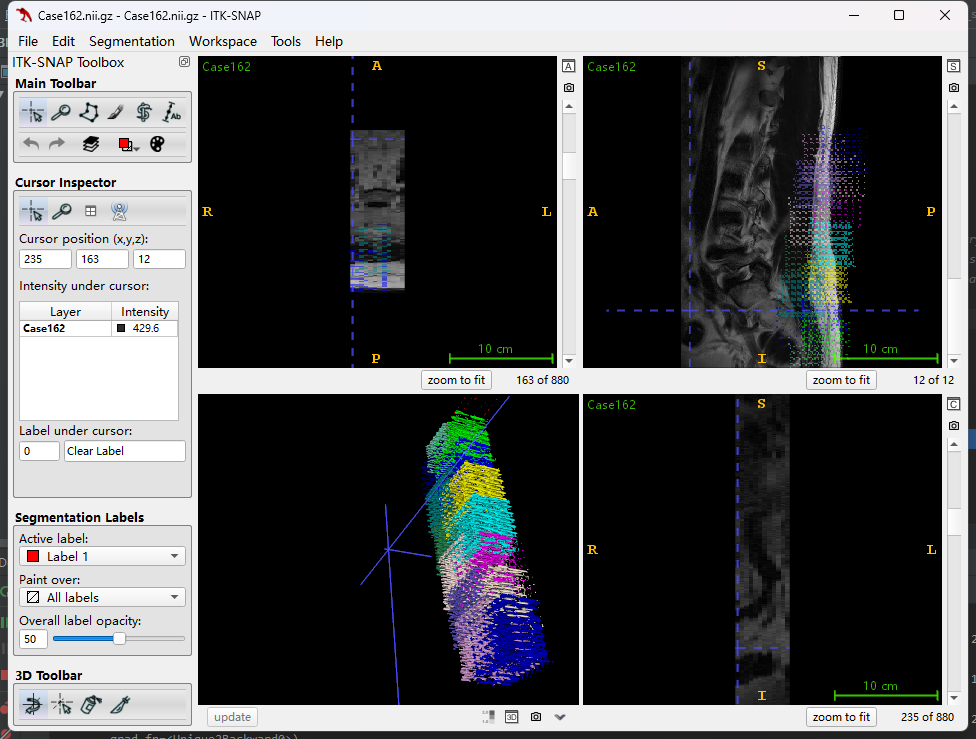 Case162.nii.gz - Case162.nii.gz - ITK-SNAP
File Edit Segmentation Workspace Tools Help
ITK-SNAP Toolbox
Main Toolbar
Ab
Cursor Inspector
Cursor position (x,y,z):
235 163 12
Intensity under cursor:
Layer Intensity
Case162 429.6
Label under cursor:
0 Clear Label
Segmentation Labels
Active label:
Label 1
Paint over:
All labels
Overall label opacity:
50
3D Toolbar
Case162
A
R
L
P
10 cm
A
zoom to fit 163 of 880
Case162
S
A
P
I
10 cm
S
zoom to fit 12 of 12
update
3D
Case162
S
R
L
I
10 cm
C
zoom to fit 235 of 880